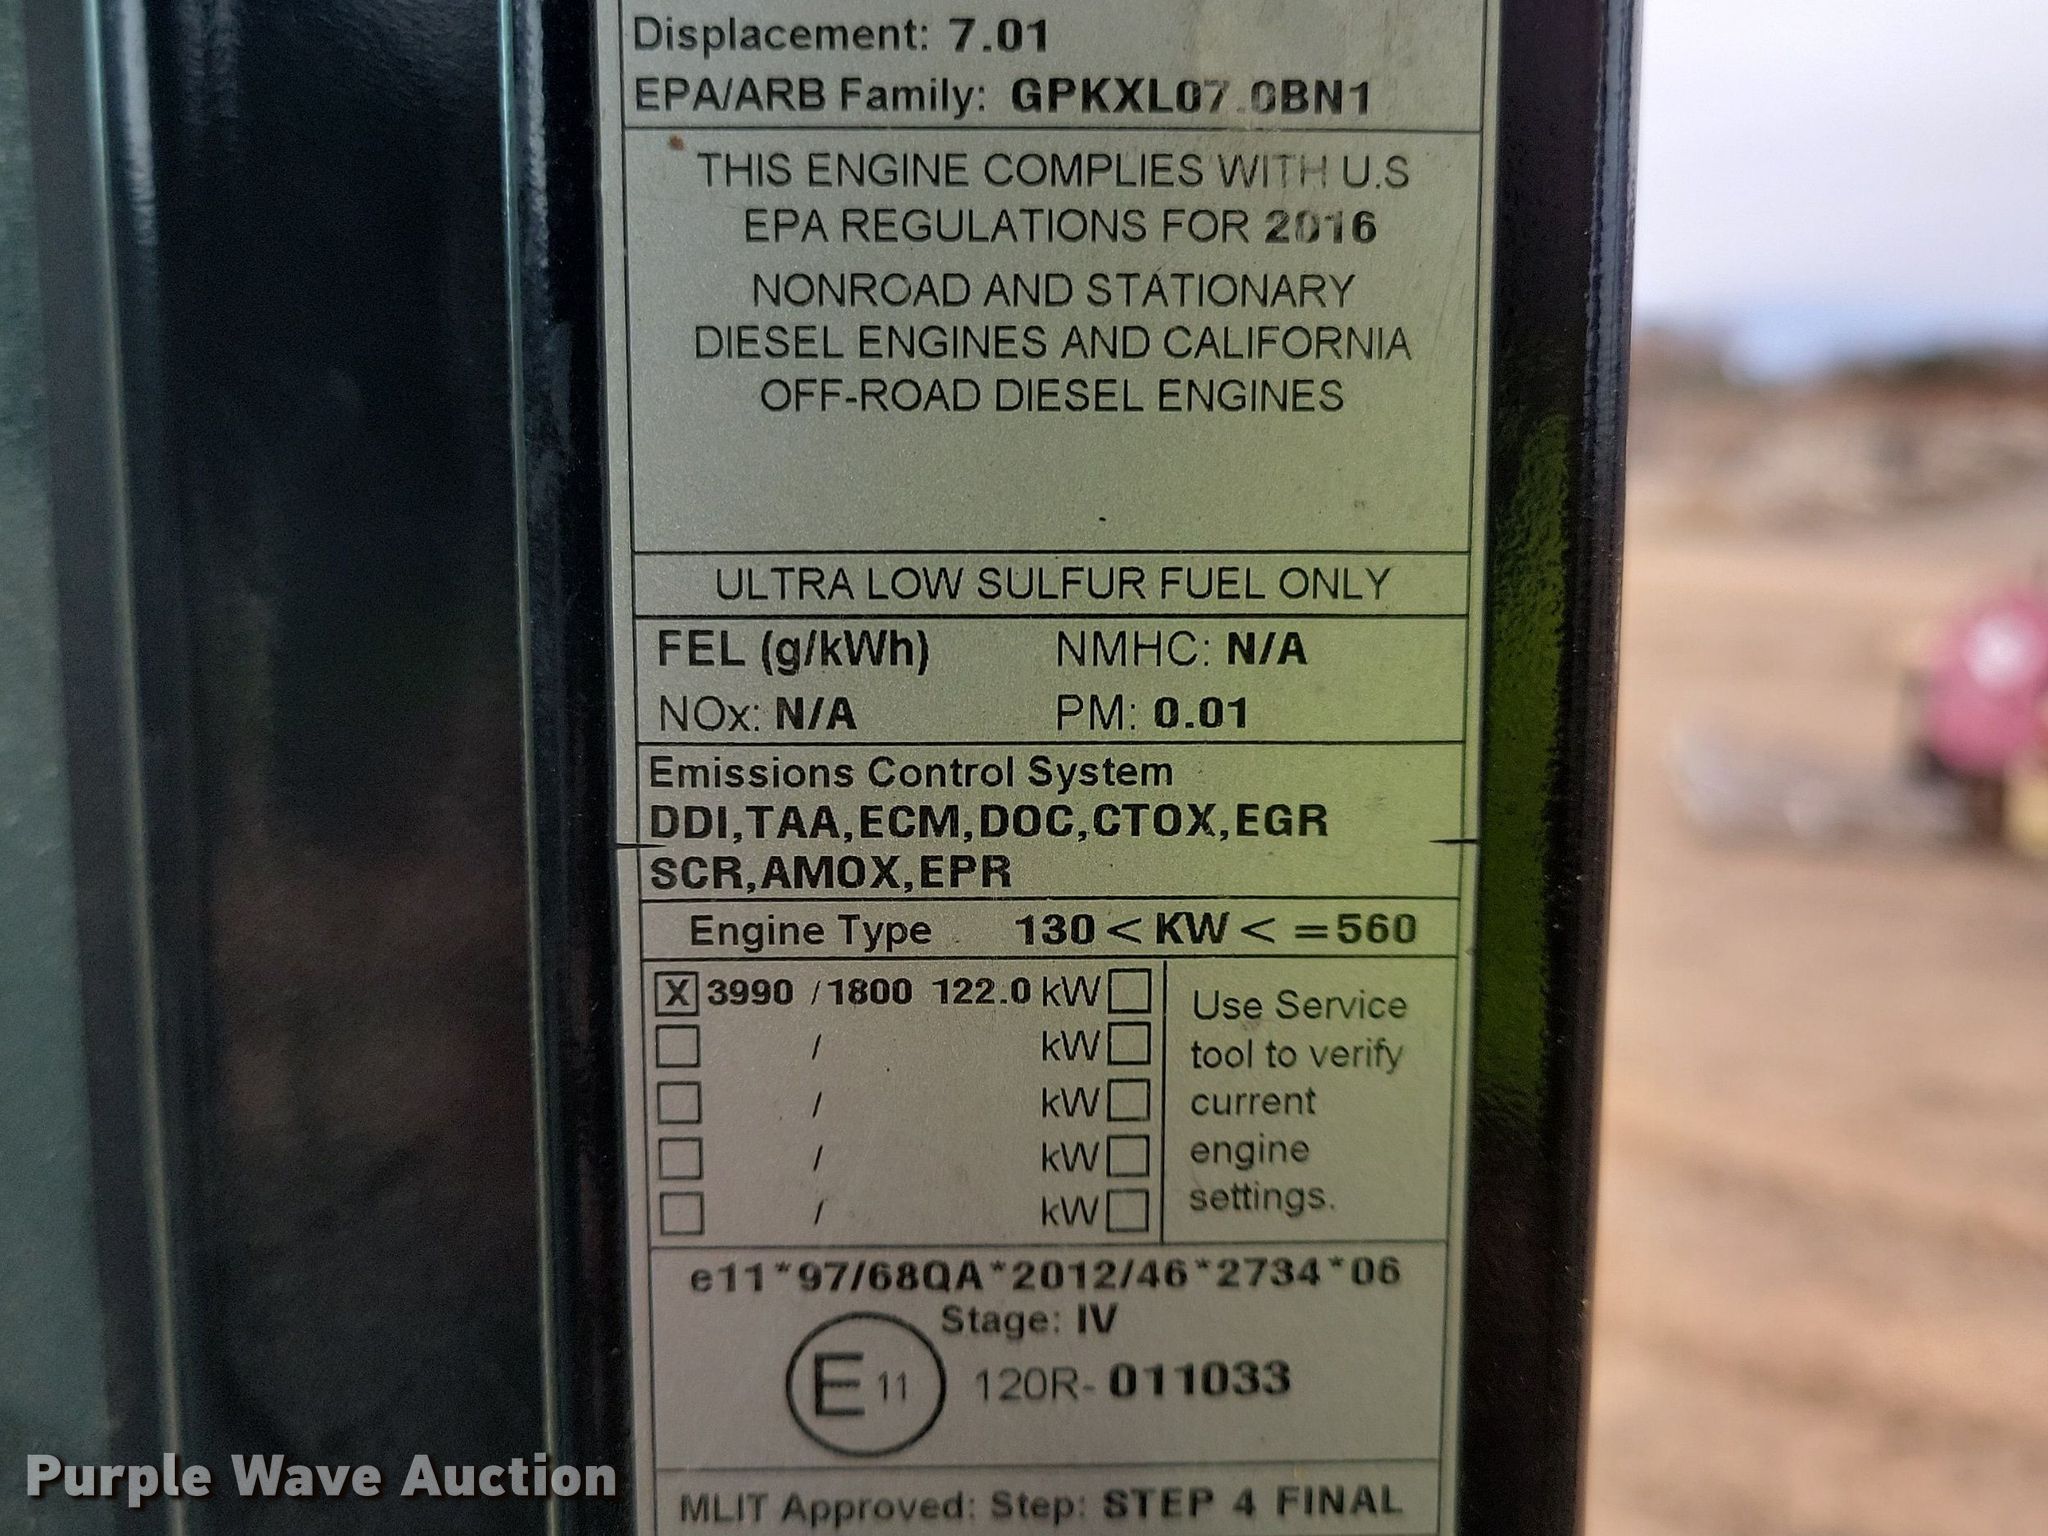 Displacement: 7.01
EPA/ARB Family: GPKXL07.0BN1
THIS ENGINE COMPLIES WITH U.S
EPA REGULATIONS FOR 2016
NONROAD AND STATIONARY
DIESEL ENGINES AND CALIFORNIA
OFF-ROAD DIESEL ENGINES
ULTRA LOW SULFUR FUEL ONLY
FEL (g/kWh) NMHC: N/A
NOx: N/A PM: 0.01
Emissions Control System
DDI,TAA,ECM,DOC,CTOX,EGR
SCR,AMOX,EPR
Engine Type 130 < KW < =560
X 3990 /1800 122.0 kW
/ kW
/ kW
/ kW
/ kW
Use Service
tool to verify
current
engine
settings.
e11*97/68QA*2012/46*2734*06
Stage: IV
E 11 120R-011033
MLIT Approved: Step: STEP 4 FINAL
Purple Wave Auction